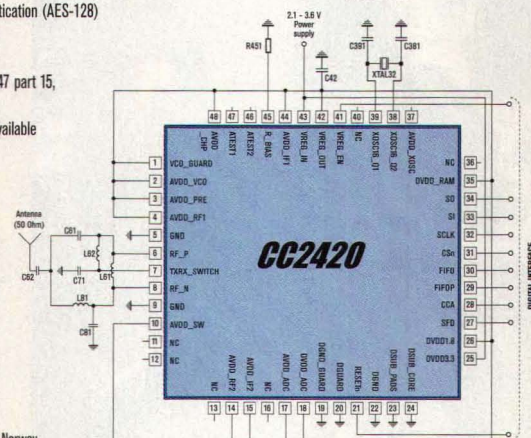 tication (AES-128)
47 part 15,
vailable
Norway
2.1 - 3.6 V
Power
supply
R451
C42
C391
C381
XTAL32
48 47 46 45 44 43 42 41 40 39 38 37
AVDD_CHP
ATEST1
ATEST2
R_BIAS
AVDD_IF1
VREG_IN
VREG_OUT
VREG_EN
NC
XOSC16_Q1
XOSC16_Q2
AVDD_XOSC
1 VCO_GUARD
2 AVDD_VCO
3 AVDD_PRE
4 AVDD_RF1
5 GND
6 RF_P
7 TXRX_SWITCH
8 RF_N
9 GND
10 AVDD_SW
11 NC
12 NC
Antenna
(50 Ohm)
C61
L62
C62
C71
L61
L81
C81
CC2420
NC 36
DVDD_RAM 35
SO 34
SI 33
SCLK 32
CSn 31
FIFO 30
FIFOP 29
CCA 28
SFD 27
DVDD1.8 26
DVDD3.3 25
DIGITAL INTERFACE
NC
AVDD_RF2
AVDD_IF2
NC
AVDD_ADC
DVDD_ADC
DGND_GUARD
DGUARD
RESETn
DGND
DSUB_PADS
DSUB_CORE
13 14 15 16 17 18 19 20 21 22 23 24